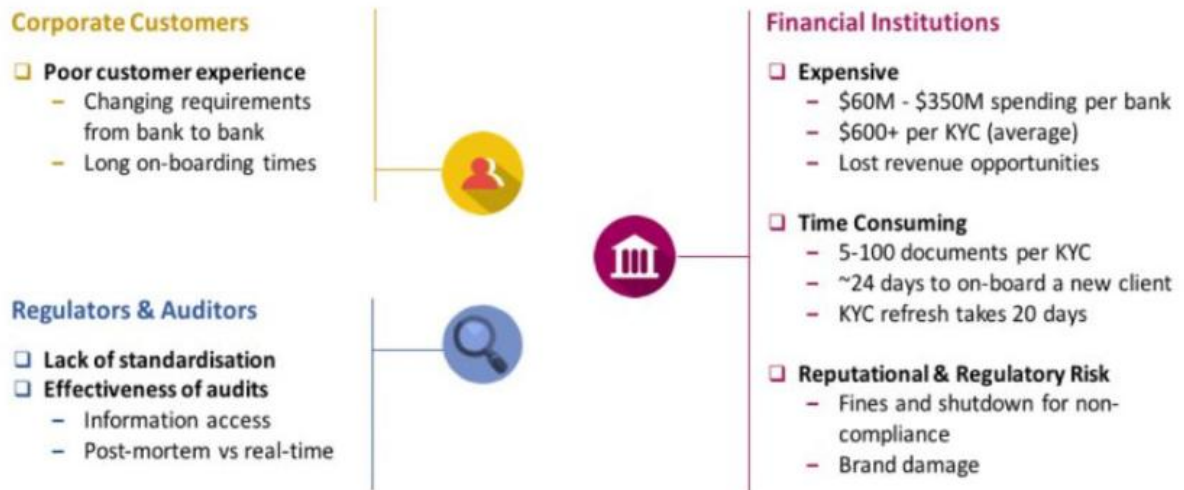 Corporate Customers
❑ Poor customer experience
– Changing requirements
from bank to bank
– Long on-boarding times
Regulators & Auditors
❑ Lack of standardisation
❑ Effectiveness of audits
– Information access
– Post-mortem vs real-time
Financial Institutions
❑ Expensive
– $60M - $350M spending per bank
– $600+ per KYC (average)
– Lost revenue opportunities
❑ Time Consuming
– 5-100 documents per KYC
– ~24 days to on-board a new client
– KYC refresh takes 20 days
❑ Reputational & Regulatory Risk
– Fines and shutdown for non-
compliance
– Brand damage